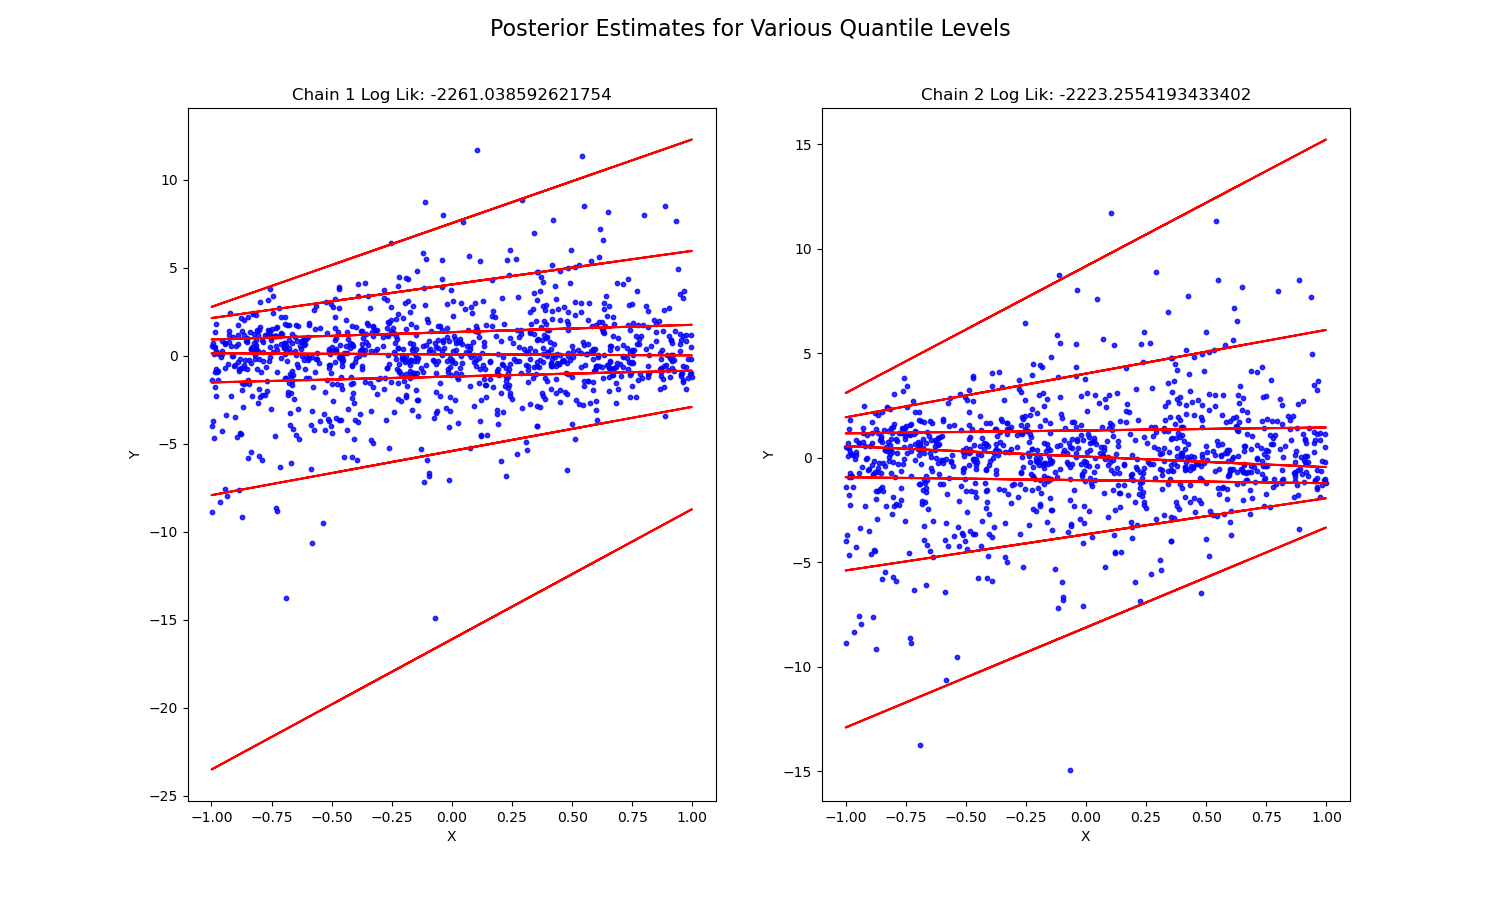 Posterior Estimates for Various Quantile Levels
Chain 1 Log Lik: -2261.038592621754
10
5
0
−5
−10
−15
−20
−25
Y
−1.00 −0.75 −0.50 −0.25 0.00 0.25 0.50 0.75 1.00
X
Chain 2 Log Lik: -2223.2554193433402
15
10
5
0
−5
−10
−15
Y
−1.00 −0.75 −0.50 −0.25 0.00 0.25 0.50 0.75 1.00
X